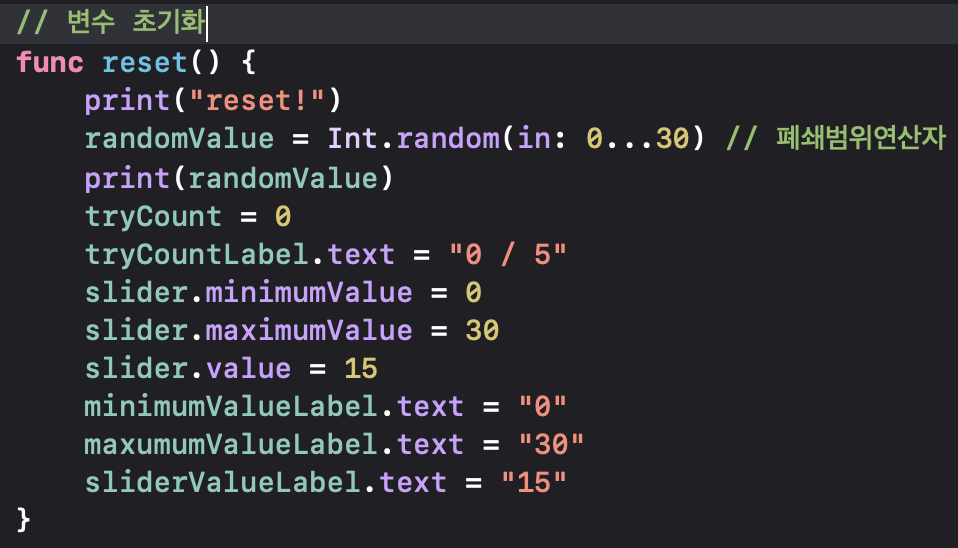 // 변수 초기화
func reset() {
    print("reset!")
    randomValue = Int.random(in: 0...30) // 폐쇄범위연산자
    print(randomValue)
    tryCount = 0
    tryCountLabel.text = "0 / 5"
    slider.minimumValue = 0
    slider.maximumValue = 30
    slider.value = 15
    minimumValueLabel.text = "0"
    maxumumValueLabel.text = "30"
    sliderValueLabel.text = "15"
}